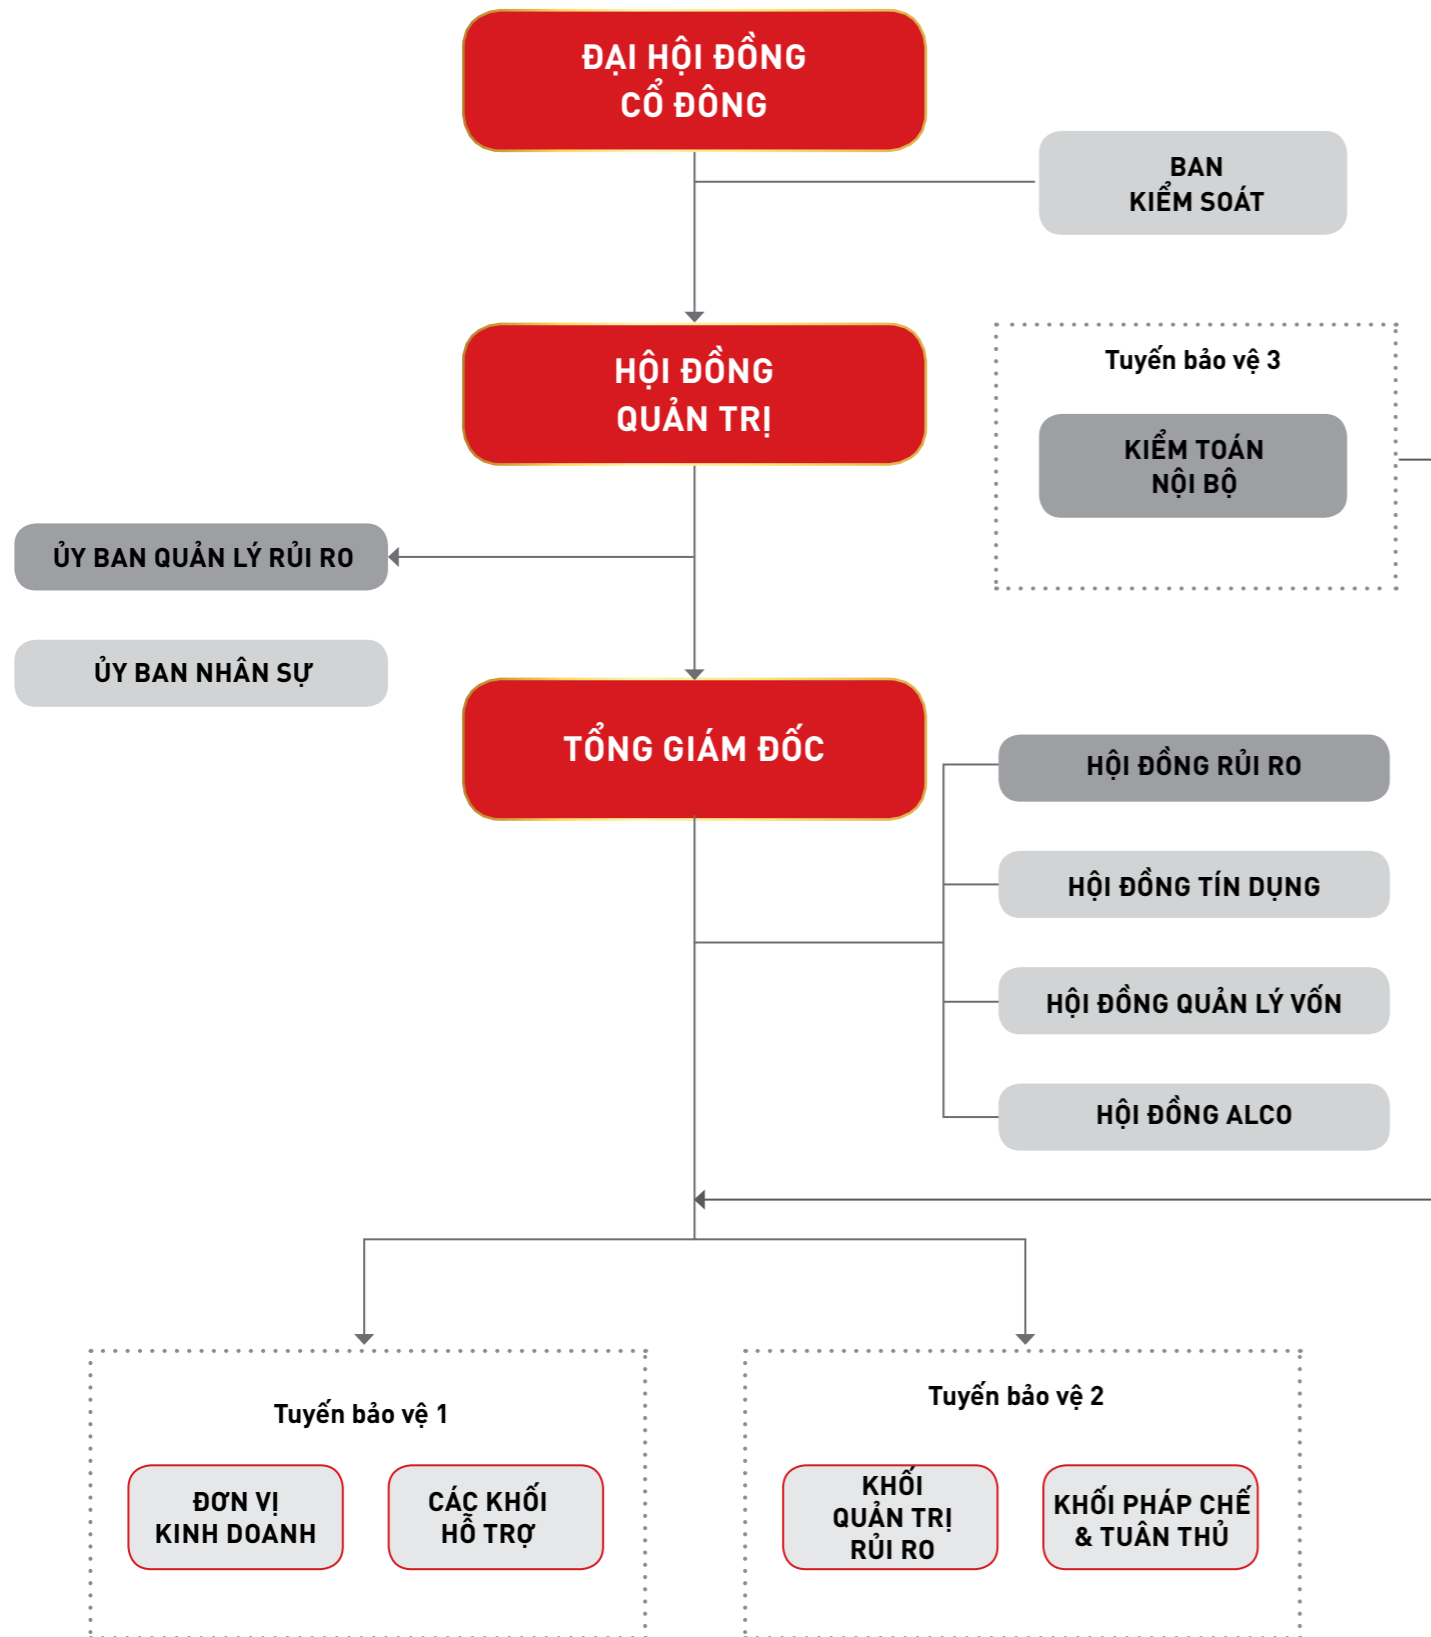 ĐẠI HỘI ĐỒNG
CỔ ĐÔNG
BAN
KIỂM SOÁT
HỘI ĐỒNG
QUẢN TRỊ
Tuyến bảo vệ 3
KIỂM TOÁN
NỘI BỘ
ỦY BAN QUẢN LÝ RỦI RO
ỦY BAN NHÂN SỰ
TỔNG GIÁM ĐỐC
HỘI ĐỒNG RỦI RO
HỘI ĐỒNG TÍN DỤNG
HỘI ĐỒNG QUẢN LÝ VỐN
HỘI ĐỒNG ALCO
Tuyến bảo vệ 1
ĐƠN VỊ
KINH DOANH
CÁC KHỐI
HỖ TRỢ
Tuyến bảo vệ 2
KHỐI
QUẢN TRỊ
RỦI RO
KHỐI PHÁP CHẾ
& TUÂN THỦ